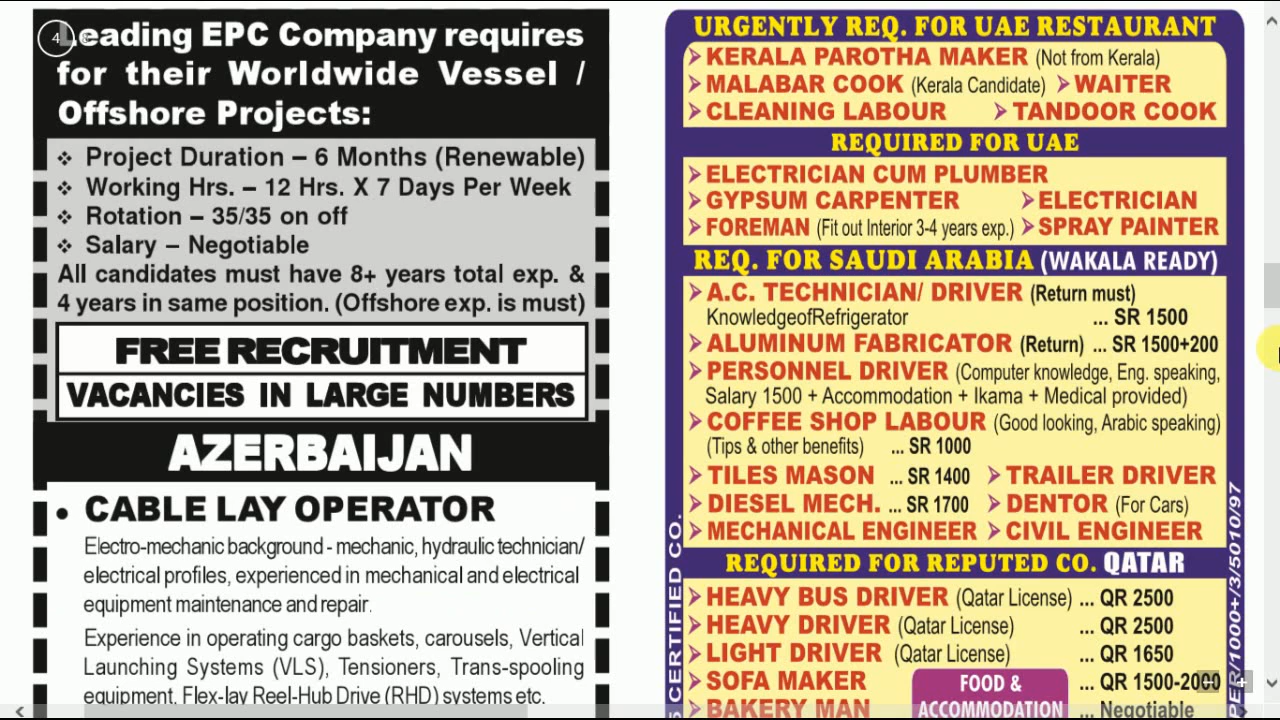 Leading EPC Company requires
for their Worldwide Vessel /
Offshore Projects:
❖ Project Duration – 6 Months (Renewable)
❖ Working Hrs. – 12 Hrs. X 7 Days Per Week
❖ Rotation – 35/35 on off
❖ Salary – Negotiable
All candidates must have 8+ years total exp. &
4 years in same position. (Offshore exp. is must)
FREE RECRUITMENT
VACANCIES IN LARGE NUMBERS
AZERBAIJAN
• CABLE LAY OPERATOR
Electro-mechanic background - mechanic, hydraulic technician/
electrical profiles, experienced in mechanical and electrical
equipment maintenance and repair.
Experience in operating cargo baskets, carousels, Vertical
Launching Systems (VLS), Tensioners, Trans-spooling
equipment, Flex-lay Reel-Hub Drive (RHD) systems etc.
URGENTLY REQ. FOR UAE RESTAURANT
➢ KERALA PAROTHA MAKER (Not from Kerala)
➢ MALABAR COOK (Kerala Candidate) ➢ WAITER
➢ CLEANING LABOUR ➢ TANDOOR COOK
REQUIRED FOR UAE
➢ ELECTRICIAN CUM PLUMBER
➢ GYPSUM CARPENTER ➢ ELECTRICIAN
➢ FOREMAN (Fit out Interior 3-4 years exp.) ➢ SPRAY PAINTER
REQ. FOR SAUDI ARABIA (WAKALA READY)
➢ A.C. TECHNICIAN/ DRIVER (Return must)
KnowledgeofRefrigerator ... SR 1500
➢ ALUMINUM FABRICATOR (Return) ... SR 1500+200
➢ PERSONNEL DRIVER (Computer knowledge, Eng. speaking,
Salary 1500 + Accommodation + Ikama + Medical provided)
➢ COFFEE SHOP LABOUR (Good looking, Arabic speaking)
(Tips & other benefits) ... SR 1000
➢ TILES MASON ... SR 1400 ➢ TRAILER DRIVER
➢ DIESEL MECH. ... SR 1700 ➢ DENTOR (For Cars)
➢ MECHANICAL ENGINEER ➢ CIVIL ENGINEER
REQUIRED FOR REPUTED CO. QATAR
➢ HEAVY BUS DRIVER (Qatar License) ... QR 2500
➢ HEAVY DRIVER (Qatar License) ... QR 2500
➢ LIGHT DRIVER (Qatar License) ... QR 1650
➢ SOFA MAKER ... QR 1500-2000
➢ BAKERY MAN ... Negotiable
FOOD &
ACCOMMODATION
CERTIFIED CO.
PER/1000+/3/5010/97